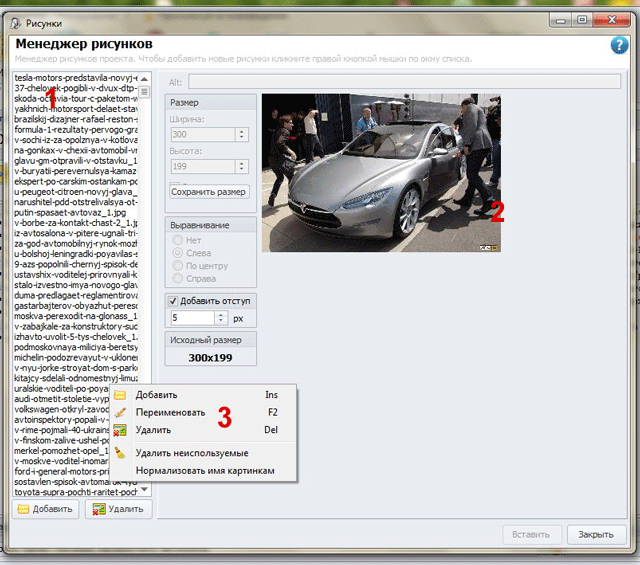 Рисунки
Менеджер рисунков
Менеджер рисунков проекта. Чтобы добавить новые рисунки кликните правой кнопкой мышки по окну списка.
?
tesla-motors-predstavila-novyj-e
37-chelovek-pogibli-v-dvux-dtp-
skoda-octavia-tour-c-paketom-w
yakhnich-motorsport-delaet-stav
brazilskij-dizajner-rafael-reston-s
formula-1-rezultaty-pervogo-gra
v-sochi-iz-za-opolznya-v-kotlova
na-gonkax-v-chexii-avtomobil-vr
glavu-gm-otpravili-v-otstavku_1
v-buryatii-perevernulsya-kamaz
ekspert-po-carskim-ostankam-po
u-peugeot-citroen-novyj-glava_
narushitel-pdd-otstrelivalsya-ot-
putin-spasaet-avtovaz_1.jpg
v-borbe-za-kontakt-chast-2_1.j
iz-avtosalona-v-pitere-ugnali-tri-
za-god-avtomobilnyj-rynok-mozh
u-bolshoj-leningradki-poyavilas-s
9-azs-popolnili-chernyj-spisok-de
ustavshix-voditelej-prirovnyali-k
stalo-izvestno-imya-novogo-glav
duma-predlagaet-reglamentirova
gastarbajterov-obyazhut-peresd
moskva-perexodit-na-glonass_1
v-zabajkale-za-konstruktory-sud
izhavto-uvolit-5-tys-chelovek_1.
podmoskovnaya-miliciya-beretsy
michelin-podozrevayut-v-uklonen
v-nyu-jorke-stroyat-dom-s-parko
kitajcy-sdelali-odnomestnyj-limuz
uralskie-voditeli-po-poya
audi-otmetit-stoletie-vyp
volkswagen-otkryl-zavod
avtoinspektory-popali-v-
v-rime-pojmali-40-ukrains
v-finskom-zalive-ushel-po
merkel-pomozhet-opel_1
v-moskve-voditel-inomar
ford-i-general-motors-pri
sostavlen-spisok-avtomarok-ty
toyota-supra-pochti-raritet-poch
1
Добавить
Удалить
Alt:
Размер
Ширина:
300
Высота:
199
Сохранить размер
Выравнивание
Нет
Слева
По центру
Справа
Добавить отступ
5 px
Исходный размер
300x199
2
Добавить Ins
Переименовать F2
3
Удалить Del
Удалить неиспользуемые
Нормализовать имя картинкам
Вставить
Закрыть